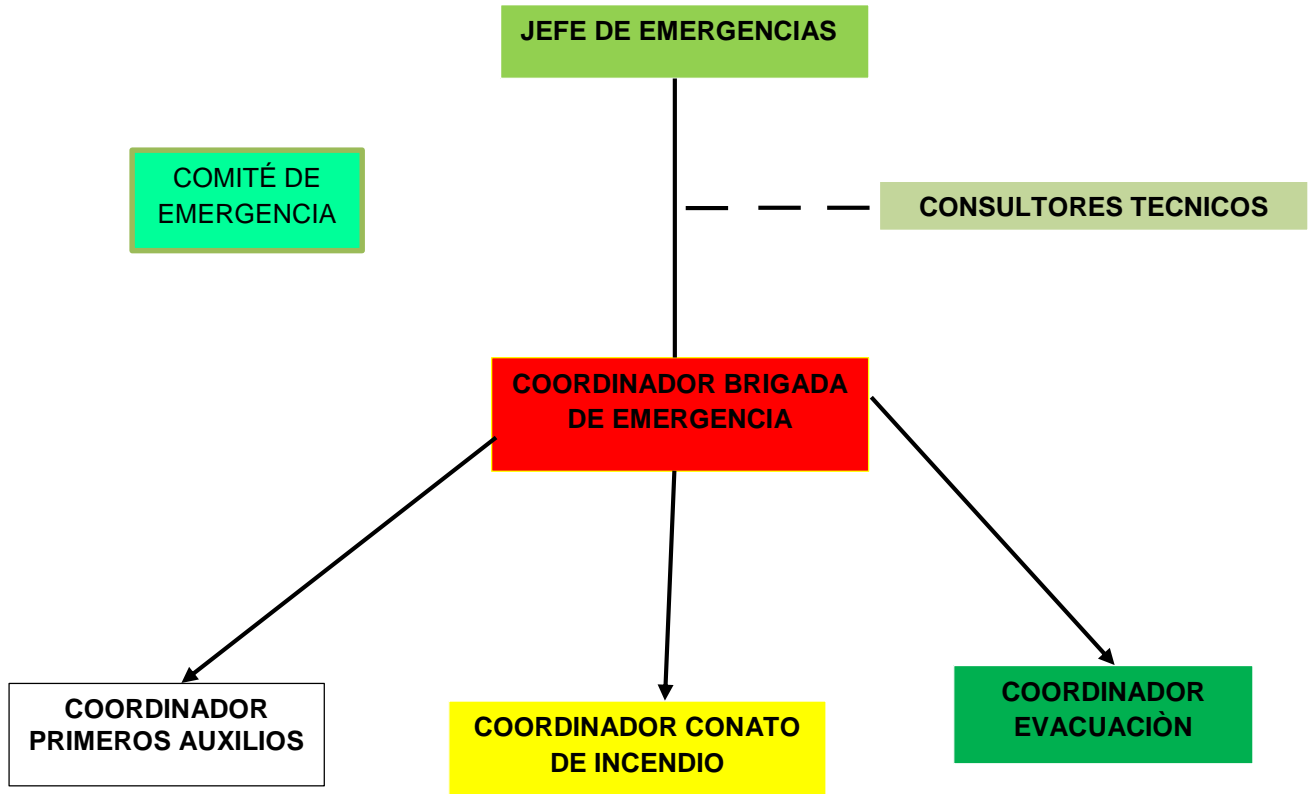 JEFE DE EMERGENCIAS
COMITÉ DE
EMERGENCIA
CONSULTORES TECNICOS
COORDINADOR BRIGADA
DE EMERGENCIA
COORDINADOR
PRIMEROS AUXILIOS
COORDINADOR CONATO
DE INCENDIO
COORDINADOR
EVACUACIÒN